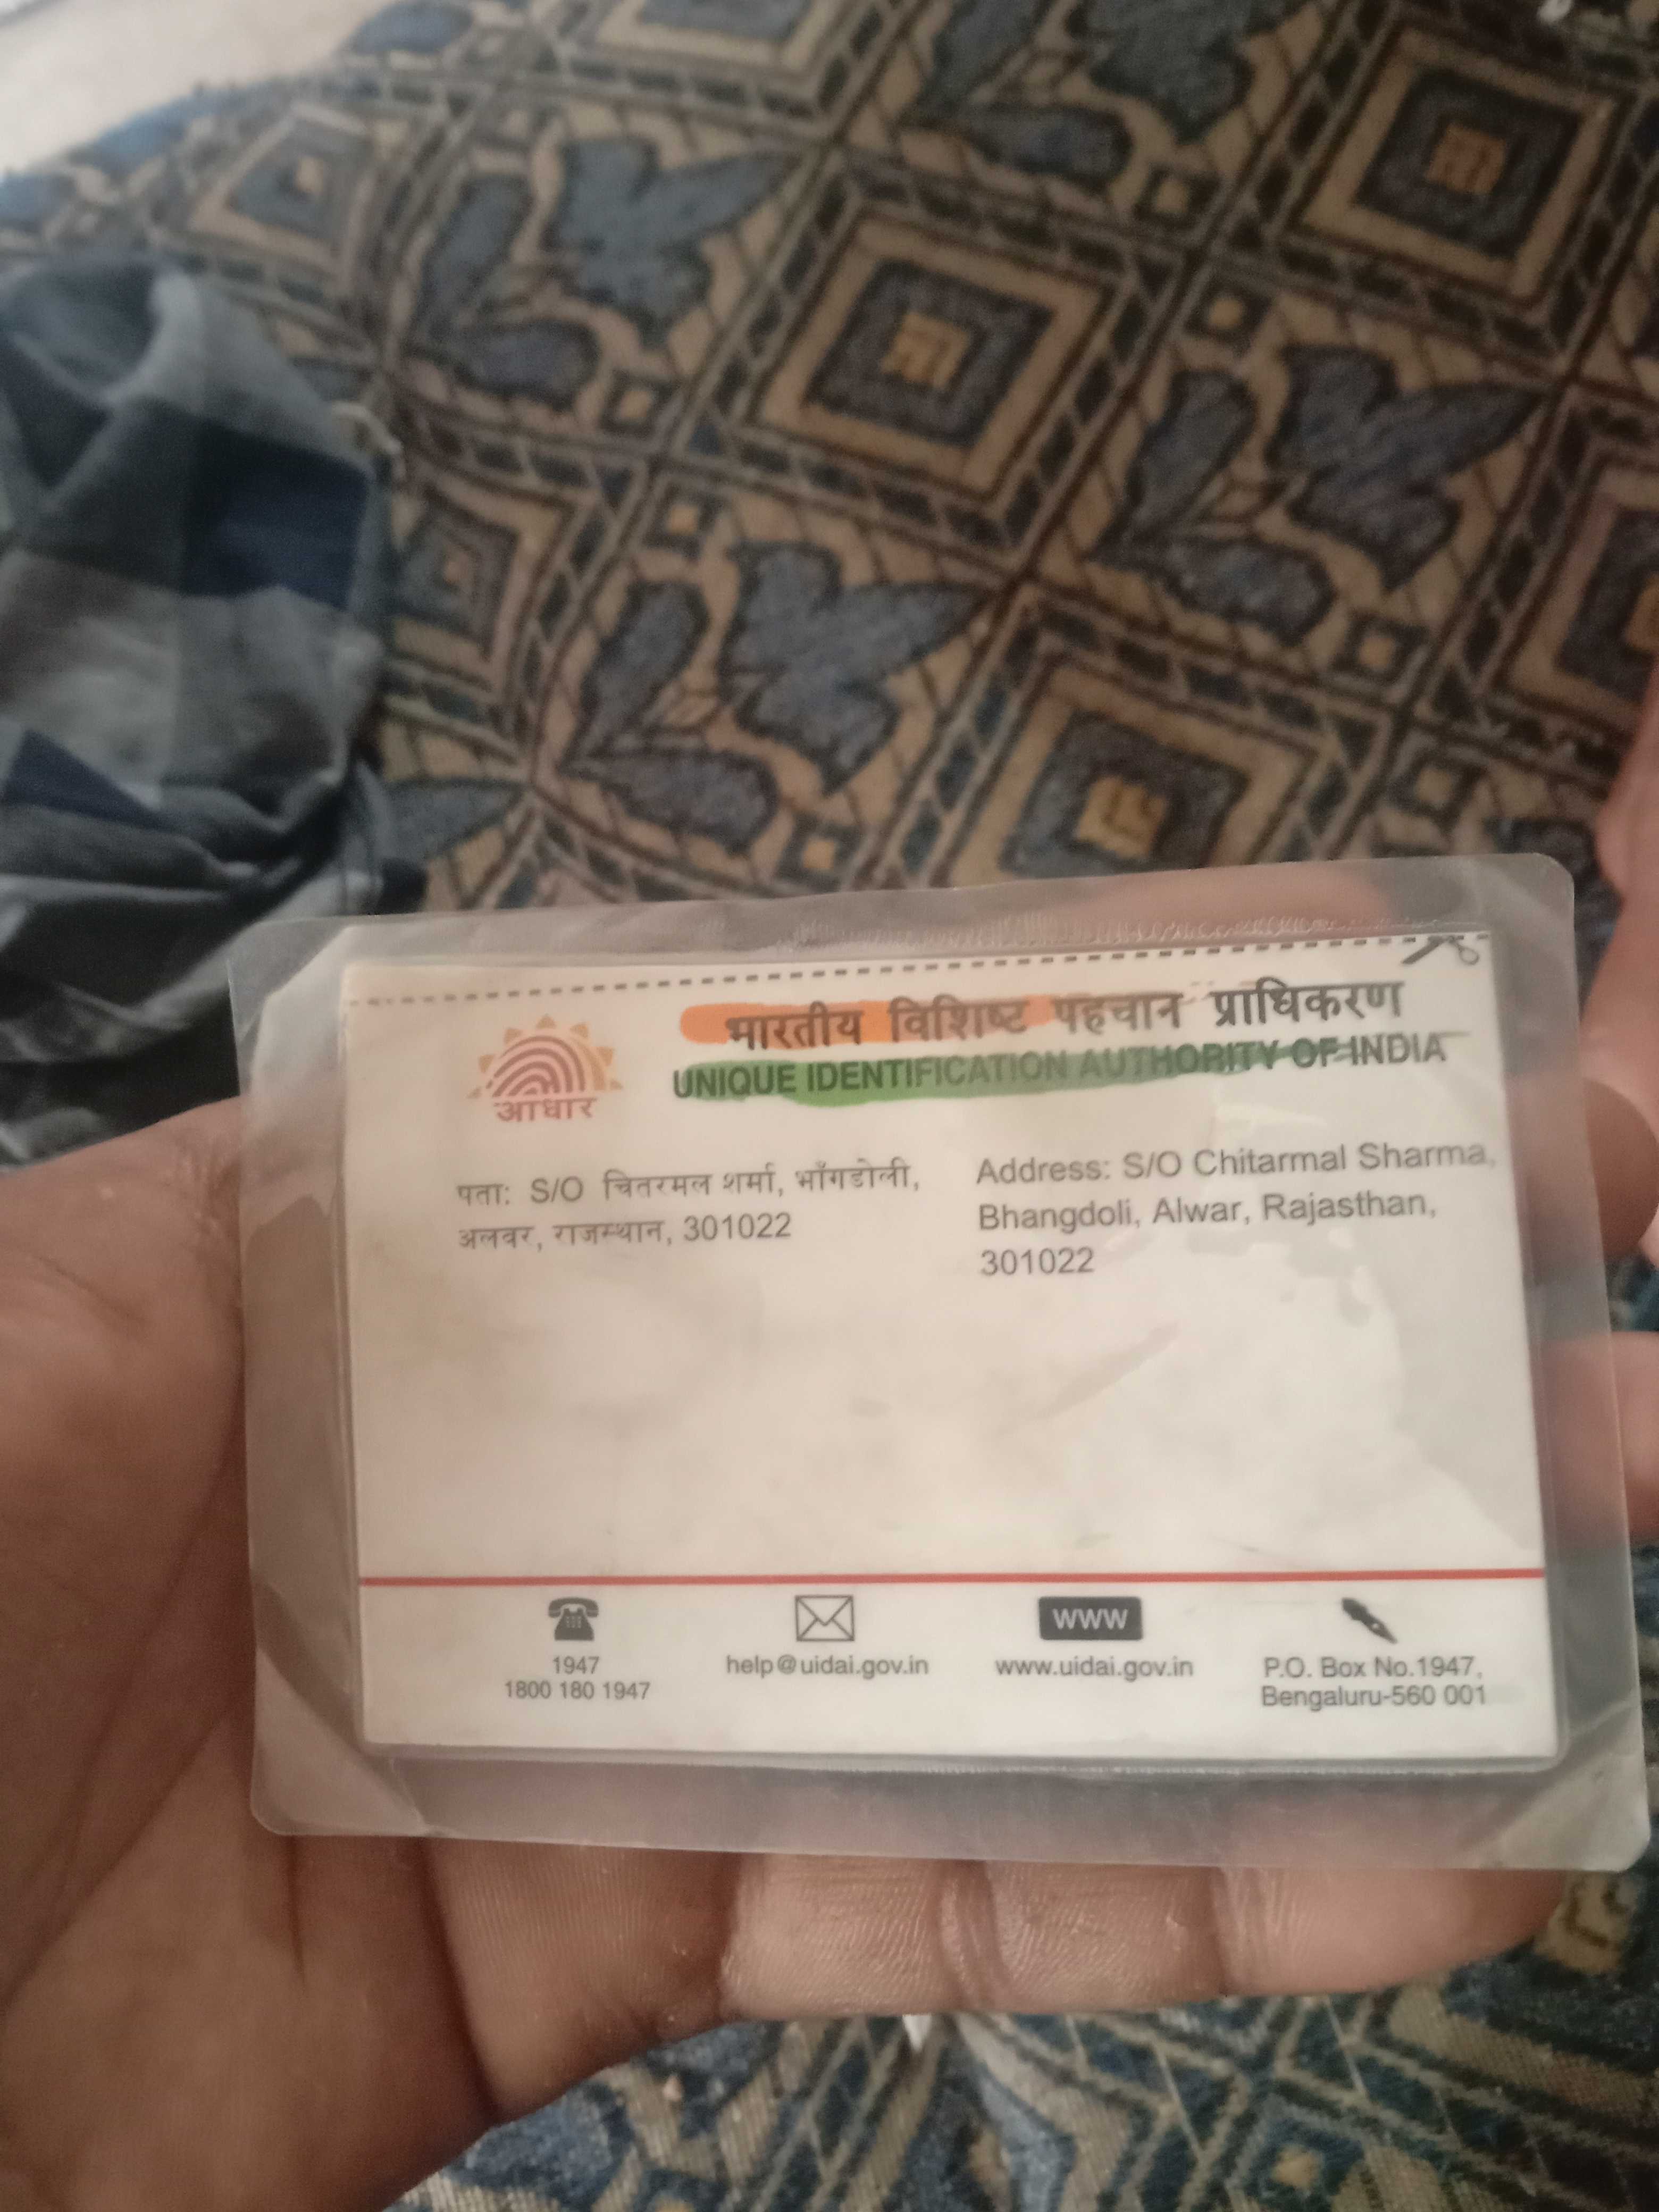 भारतीय विशिष्ट पहचान प्राधिकरण
UNIQUE IDENTIFICATION AUTHORITY OF INDIA
आधार
पता: S/O चितरमल शर्मा, भाँगडोली,
अलवर, राजस्थान, 301022
Address: S/O Chitarmal Sharma,
Bhangdoli, Alwar, Rajasthan,
301022
1947
1800 180 1947
help@uidai.gov.in
WWW
www.uidai.gov.in
P.O. Box No.1947,
Bengaluru-560 001